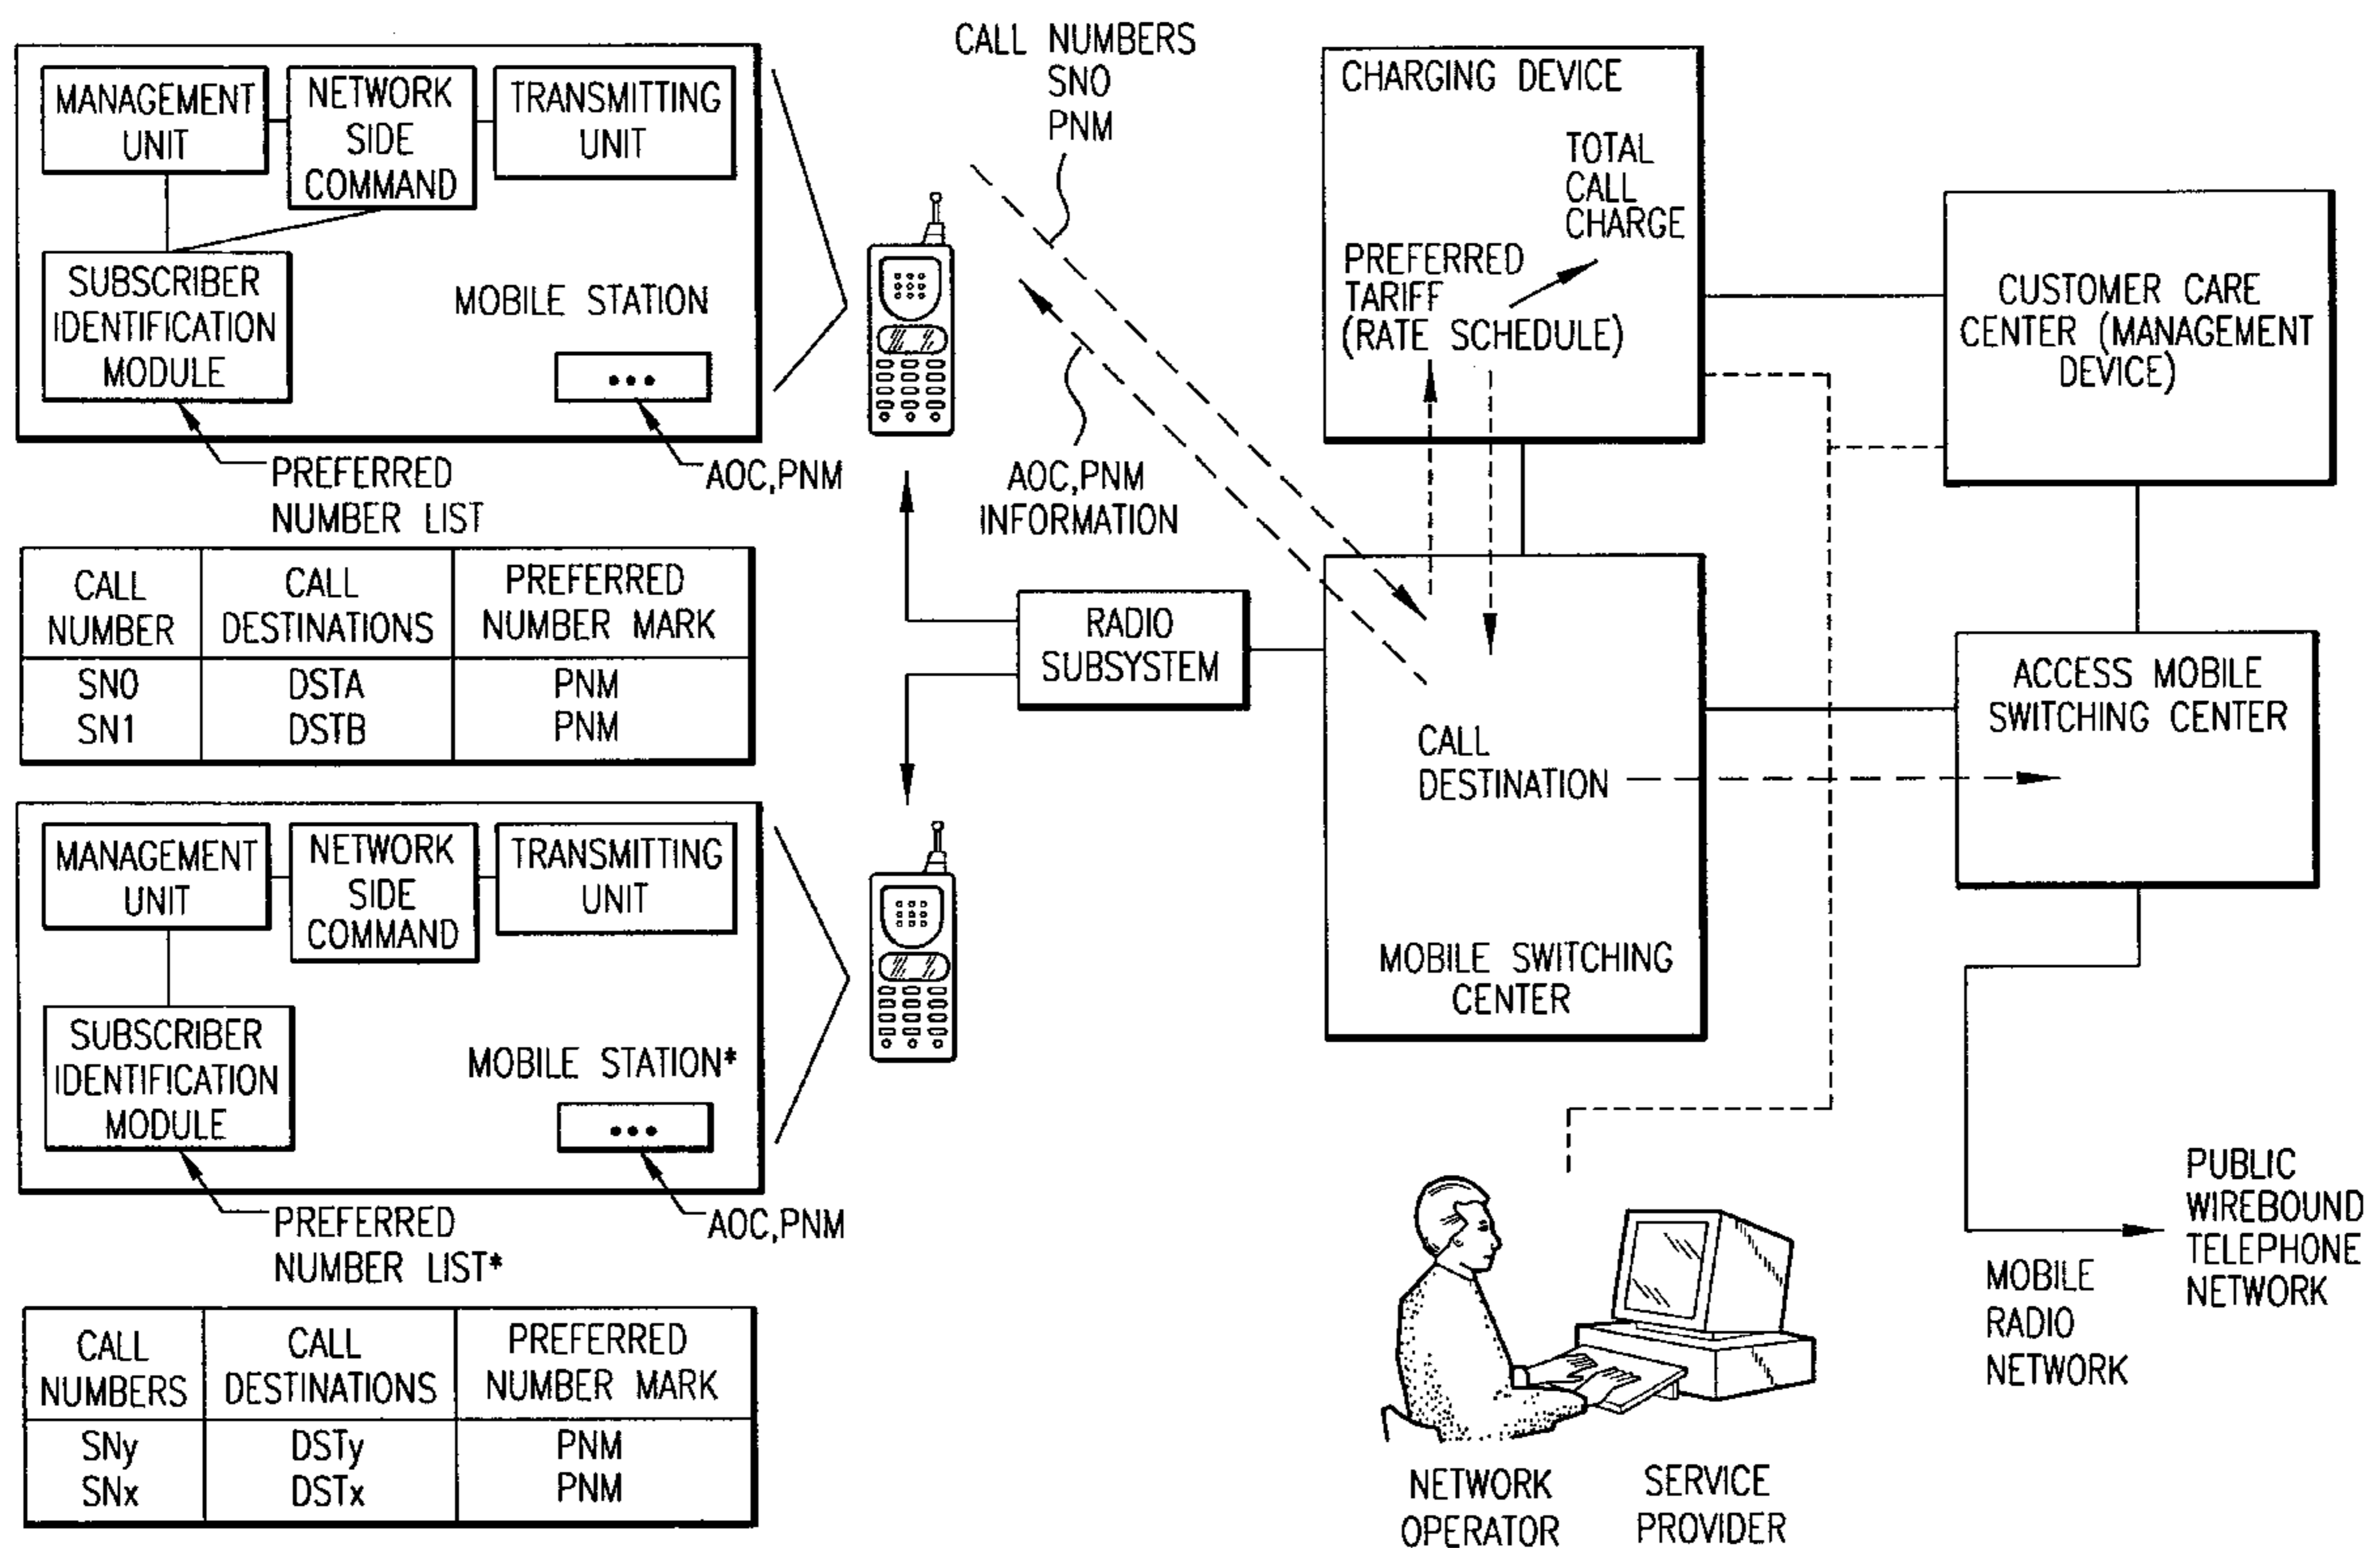 MANAGEMENT
UNIT
NETWORK
SIDE
COMMAND
TRANSMITTING
UNIT
SUBSCRIBER
IDENTIFICATION
MODULE
MOBILE STATION
•••
PREFERRED
NUMBER LIST
AOC,PNM
CALL
NUMBER
CALL
DESTINATIONS
PREFERRED
NUMBER MARK
SN0 DSTA PNM
SN1 DSTB PNM
MANAGEMENT
UNIT
NETWORK
SIDE
COMMAND
TRANSMITTING
UNIT
SUBSCRIBER
IDENTIFICATION
MODULE
MOBILE STATION*
•••
PREFERRED
NUMBER LIST*
AOC,PNM
CALL
NUMBERS
CALL
DESTINATIONS
PREFERRED
NUMBER MARK
SNy DSTy PNM
SNx DSTx PNM
CALL NUMBERS
SNO
PNM
AOC,PNM
INFORMATION
RADIO
SUBSYSTEM
CHARGING DEVICE
TOTAL
CALL
CHARGE
PREFERRED
TARIFF
(RATE SCHEDULE)
CALL
DESTINATION
MOBILE SWITCHING
CENTER
CUSTOMER CARE
CENTER (MANAGEMENT
DEVICE)
ACCESS MOBILE
SWITCHING CENTER
PUBLIC
WIREBOUND
TELEPHONE
NETWORK
MOBILE
RADIO
NETWORK
NETWORK
OPERATOR
SERVICE
PROVIDER